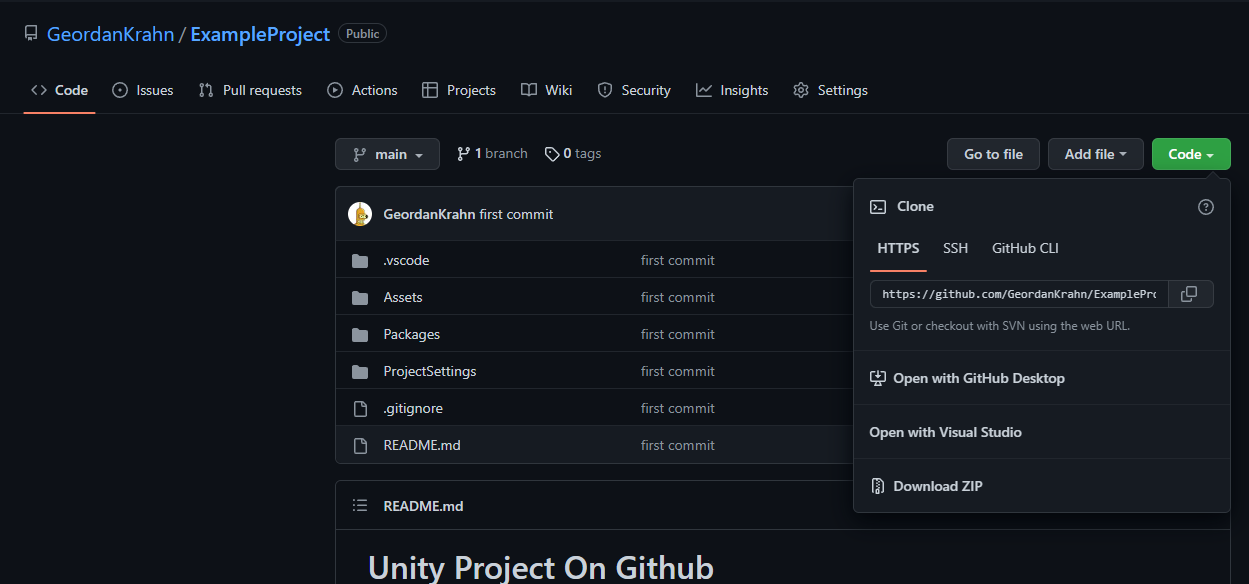 GeordanKrahn / ExampleProject Public
Code Issues Pull requests Actions Projects Wiki Security Insights Settings
main 1 branch 0 tags Go to file Add file Code
GeordanKrahn first commit
.vscode first commit
Assets first commit
Packages first commit
ProjectSettings first commit
.gitignore first commit
README.md first commit
Clone
HTTPS SSH GitHub CLI
https://github.com/GeordanKrahn/ExamplePro
Use Git or checkout with SVN using the web URL.
Open with GitHub Desktop
Open with Visual Studio
Download ZIP
README.md
Unity Project On Github